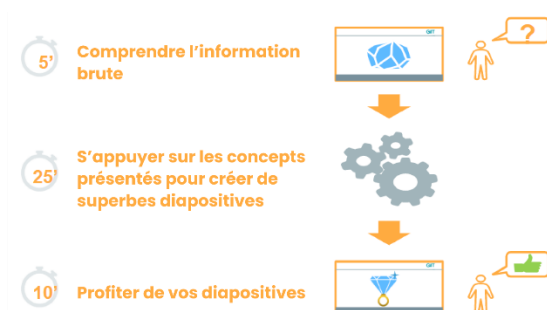 5'
Comprendre l'information
brute
?
25'
S'appuyer sur les concepts
présentés pour créer de
superbes diapositives
10'
Profiter de vos diapositives